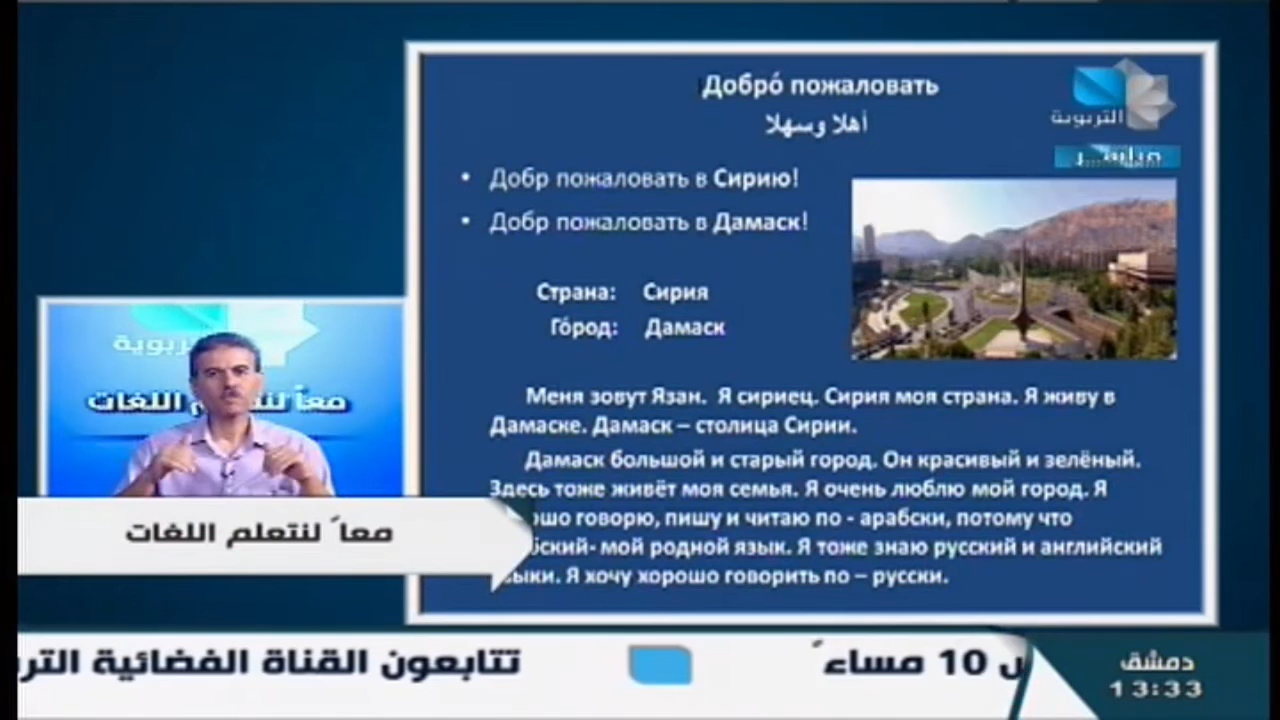 Добро́ пожаловать
أهلا وسهلا
التربوية
مباشر
• Добр пожаловать в Сирию!
• Добр пожаловать в Дамаск!
Страна: Сирия
Го́род: Дамаск
Меня зовут Язан. Я сириец. Сирия моя страна. Я живу в
Дамаске. Дамаск – столица Сирии.
Дамаск большой и старый город. Он красивый и зелёный.
Здесь тоже живёт моя семья. Я очень люблю мой город. Я
говорю, пишу и читаю по - арабски, потому что
мой родной язык. Я тоже знаю русский и английский
Я хочу хорошо говорить по – русски.
معاً لنتعلم اللغات
معا ً لنتعلم اللغات
10 مساء ً
تتابعون القناة الفضائية
دمشق
13:33